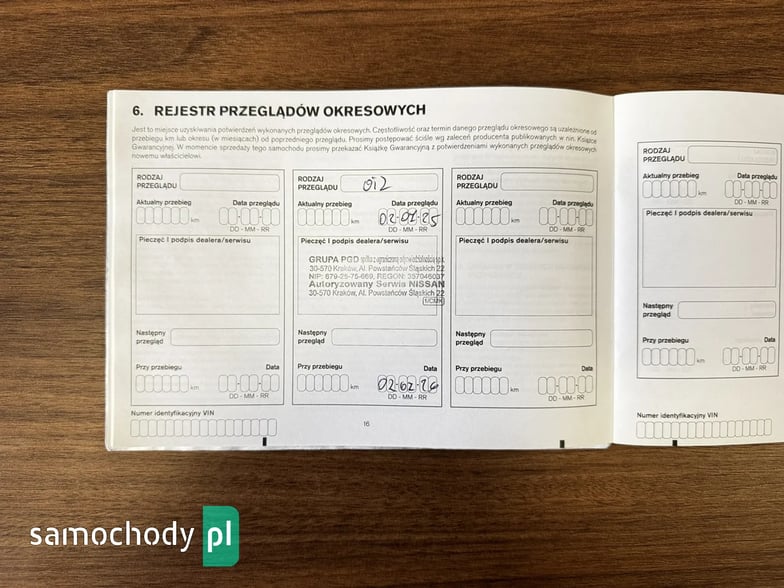 6. REJESTR PRZEGLĄDÓW OKRESOWYCH
Jest to miejsce uzyskiwania potwierdzeń wykonanych przeglądów okresowych. Częstotliwość oraz termin danego przeglądu okresowego są uzależnione od
przebiegu km lub okresu (w miesiącach) od poprzedniego przeglądu. Prosimy postępować ściśle wg zaleceń producenta publikowanych w nin. Książce
Gwarancyjnej. W momencie sprzedaży tego samochodu prosimy przekazać Książkę Gwarancyjną z potwierdzeniami wykonanych przeglądów okresowych
nowemu właścicielowi.
RODZAJ
PRZEGLĄDU
Aktualny przebieg Data przeglądu
km
DD - MM - RR
Pieczęć I podpis dealera/serwisu
Następny
przegląd
Przy przebiegu Data
km
DD - MM - RR
Numer identyfikacyjny VIN
RODZAJ
PRZEGLĄDU
Aktualny przebieg Data przeglądu
km 02-01-25
DD - MM - RR
Pieczęć I podpis dealera/serwisu
GRUPA PGD spółka z ograniczoną odpowiedzialnością sp.k.
30-570 Kraków, Al. Powstańców Śląskich 22
NIP: 679-25-75-669, REGON: 357046037
Autoryzowany Serwis NISSAN
30-570 Kraków, Al. Powstańców Śląskich 22
Następny
przegląd
Przy przebiegu Data
km 02-02-26
DD - MM - RR
RODZAJ
PRZEGLĄDU
Aktualny przebieg Data przeglądu
km
DD - MM - RR
Pieczęć I podpis dealera/serwisu
Następny
przegląd
Przy przebiegu Data
km
DD - MM - RR
16
RODZAJ
PRZEGLĄDU
Aktualny przebieg Data przeglądu
km
DD - MM - RR
Pieczęć I podpis dealera/serwisu
Następny
przegląd
Przy przebiegu Data
km
DD - MM - RR
Numer identyfikacyjny VIN
samochody pl